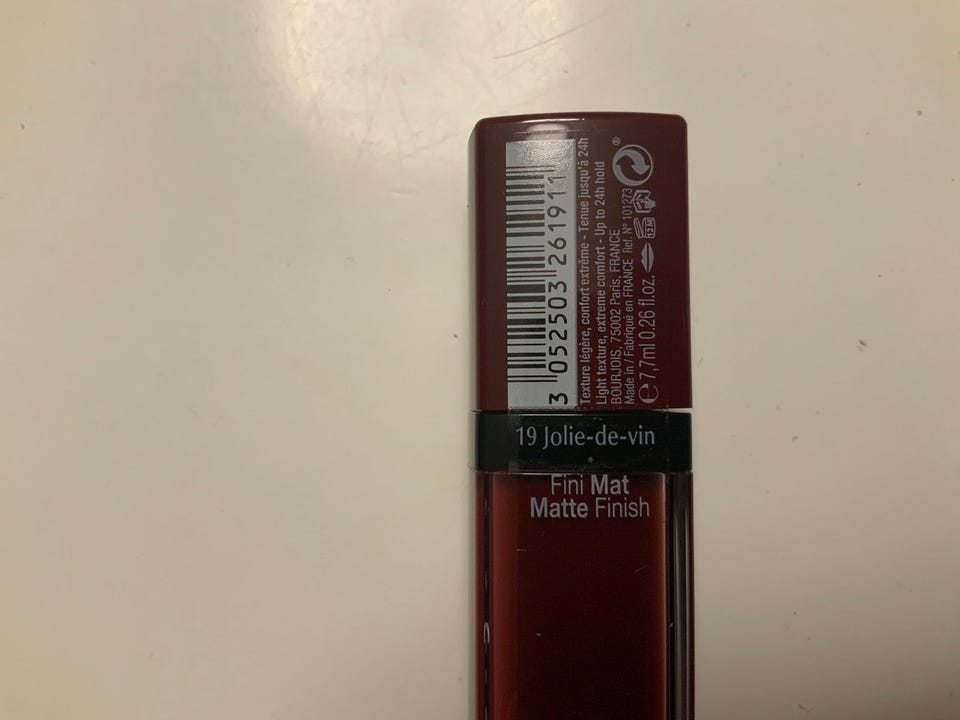 3 052503 261911
Texture légère, confort extrême - Tenue jusqu'à 24h
Light texture, extreme comfort - Up to 24h hold
BOURJOIS, 75002 Paris, FRANCE
Made in / Fabriqué en FRANCE Ref. N° 101273
℮ 7,7ml 0.26 fl.oz.
12M
®
19 Jolie-de-vin
Fini Mat
Matte Finish